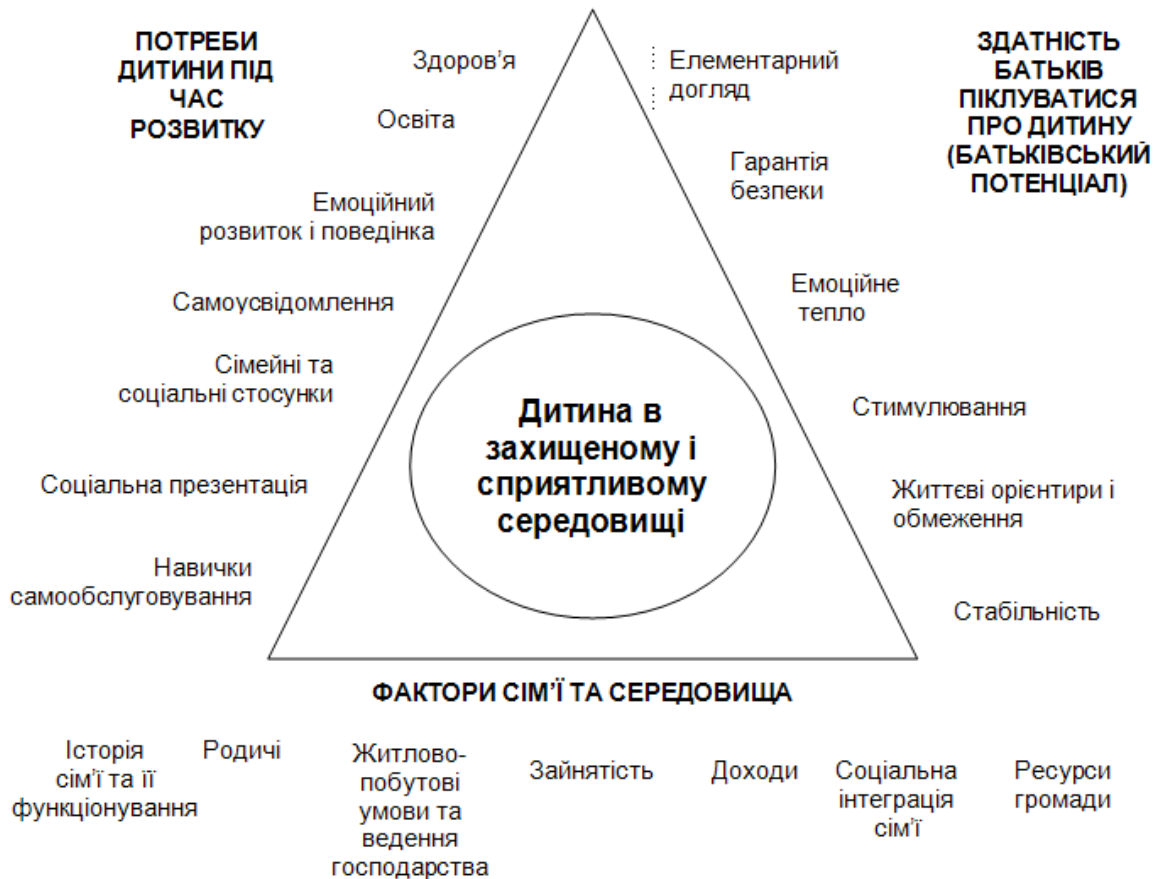 ПОТРЕБИ
ДИТИНИ ПІД
ЧАС
РОЗВИТКУ
Здоров’я
Освіта
Емоційний
розвиток і поведінка
Самоусвідомлення
Сімейні та
соціальні стосунки
Соціальна презентація
Навички
самообслуговування
ЗДАТНІСТЬ
БАТЬКІВ
ПІКЛУВАТИСЯ
ПРО ДИТИНУ
(БАТЬКІВСЬКИЙ
ПОТЕНЦІАЛ)
Елементарний
догляд
Гарантія
безпеки
Емоційне
тепло
Стимулювання
Життєві орієнтири і
обмеження
Стабільність
Дитина в
захищеному і
сприятливому
середовищі
ФАКТОРИ СІМ’Ї ТА СЕРЕДОВИЩА
Історія
сім’ї та її
функціонування
Родичі
Житлово-
побутові
умови та
ведення
господарства
Зайнятість
Доходи
Соціальна
інтеграція
сім’ї
Ресурси
громади